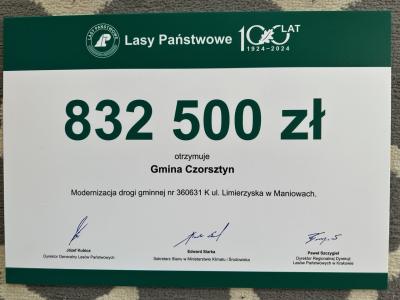 LASY PAŃSTWOWE
Lasy Państwowe 100 LAT
1924-2024
832 500 zł
otrzymuje
Gmina Czorsztyn
Modernizacja drogi gminnej nr 360631 K ul. Limierzyska w Maniowach.
Józef Kubica
Dyrektor Generalny Lasów Państwowych
Edward Siarka
Sekretarz Stanu w Ministerstwie Klimatu i Środowiska
Paweł Szczygieł
Dyrektor Regionalnej Dyrekcji
Lasów Państwowych w Krakowie